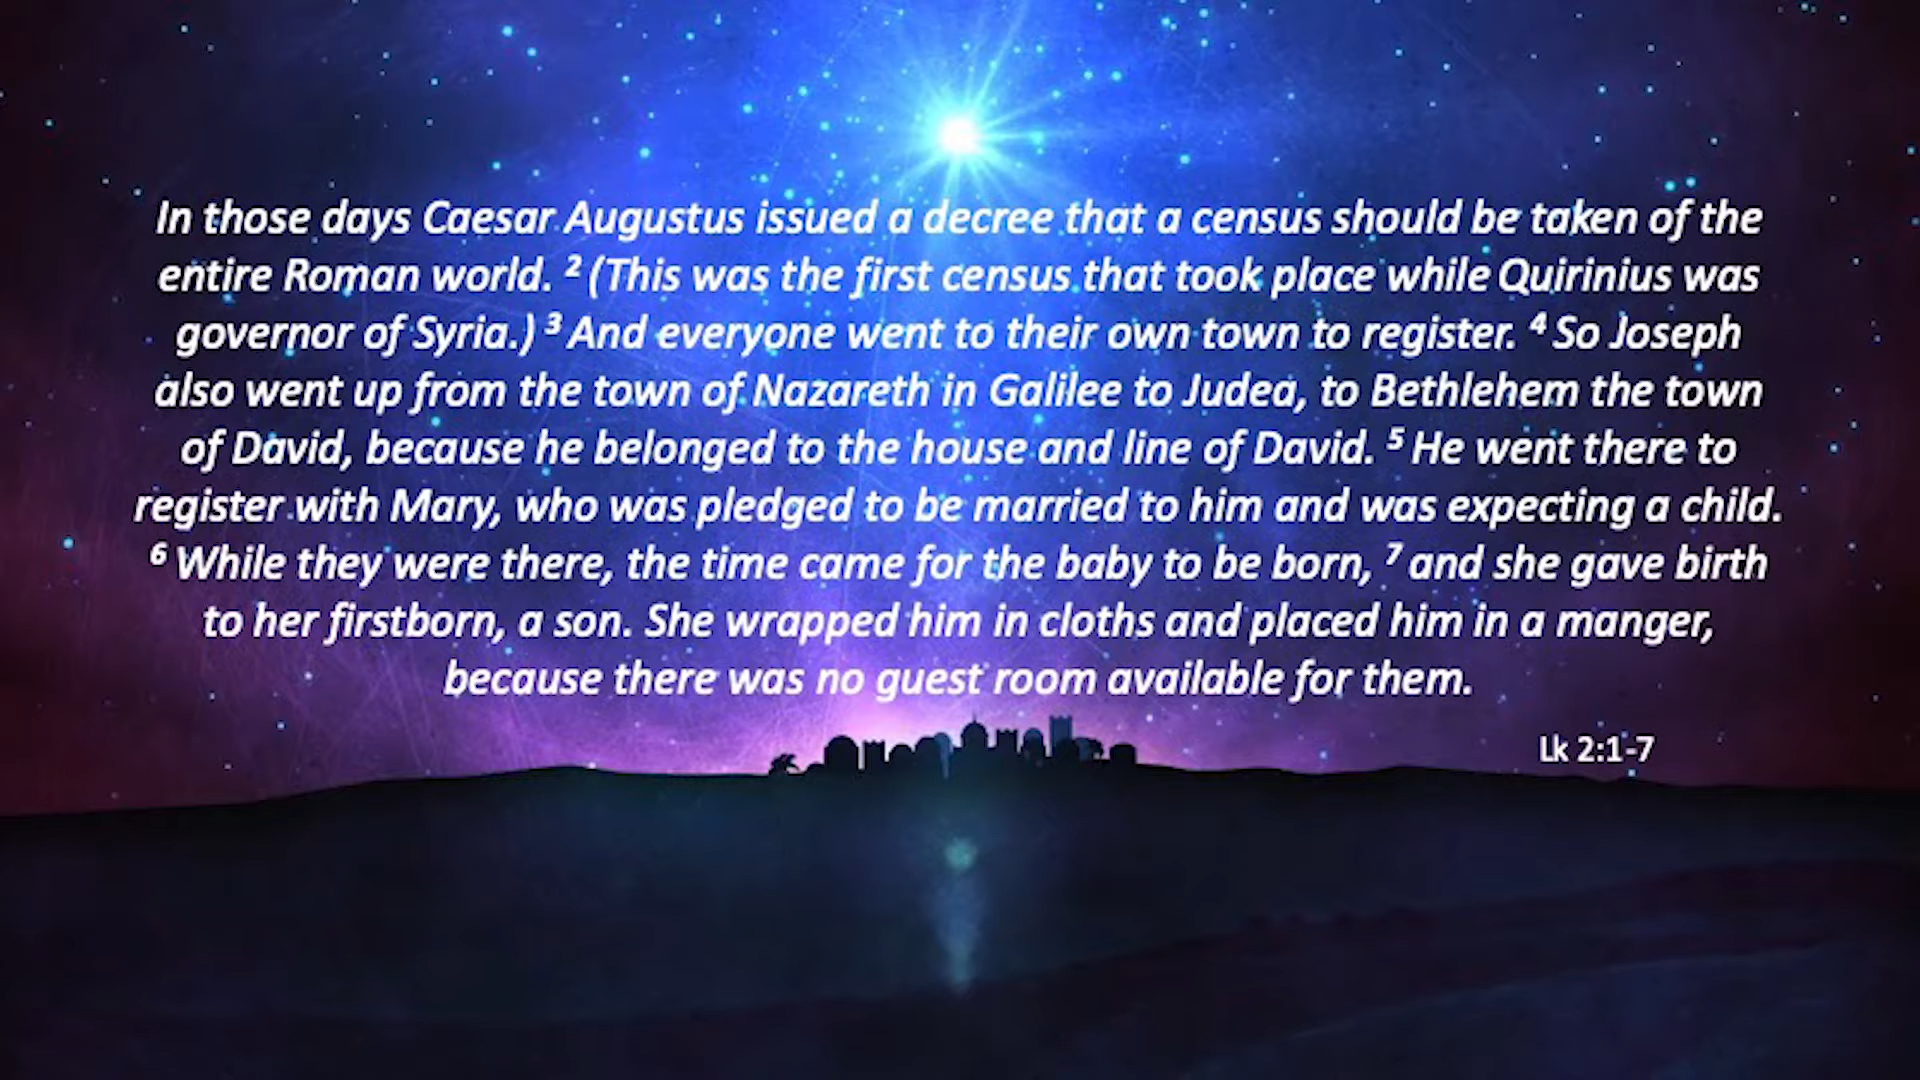 In those days Caesar Augustus issued a decree that a census should be taken of the
entire Roman world. ² (This was the first census that took place while Quirinius was
governor of Syria.) ³ And everyone went to their own town to register. ⁴ So Joseph
also went up from the town of Nazareth in Galilee to Judea, to Bethlehem the town
of David, because he belonged to the house and line of David. ⁵ He went there to
register with Mary, who was pledged to be married to him and was expecting a child.
⁶ While they were there, the time came for the baby to be born, ⁷ and she gave birth
to her firstborn, a son. She wrapped him in cloths and placed him in a manger,
because there was no guest room available for them.
Lk 2:1-7